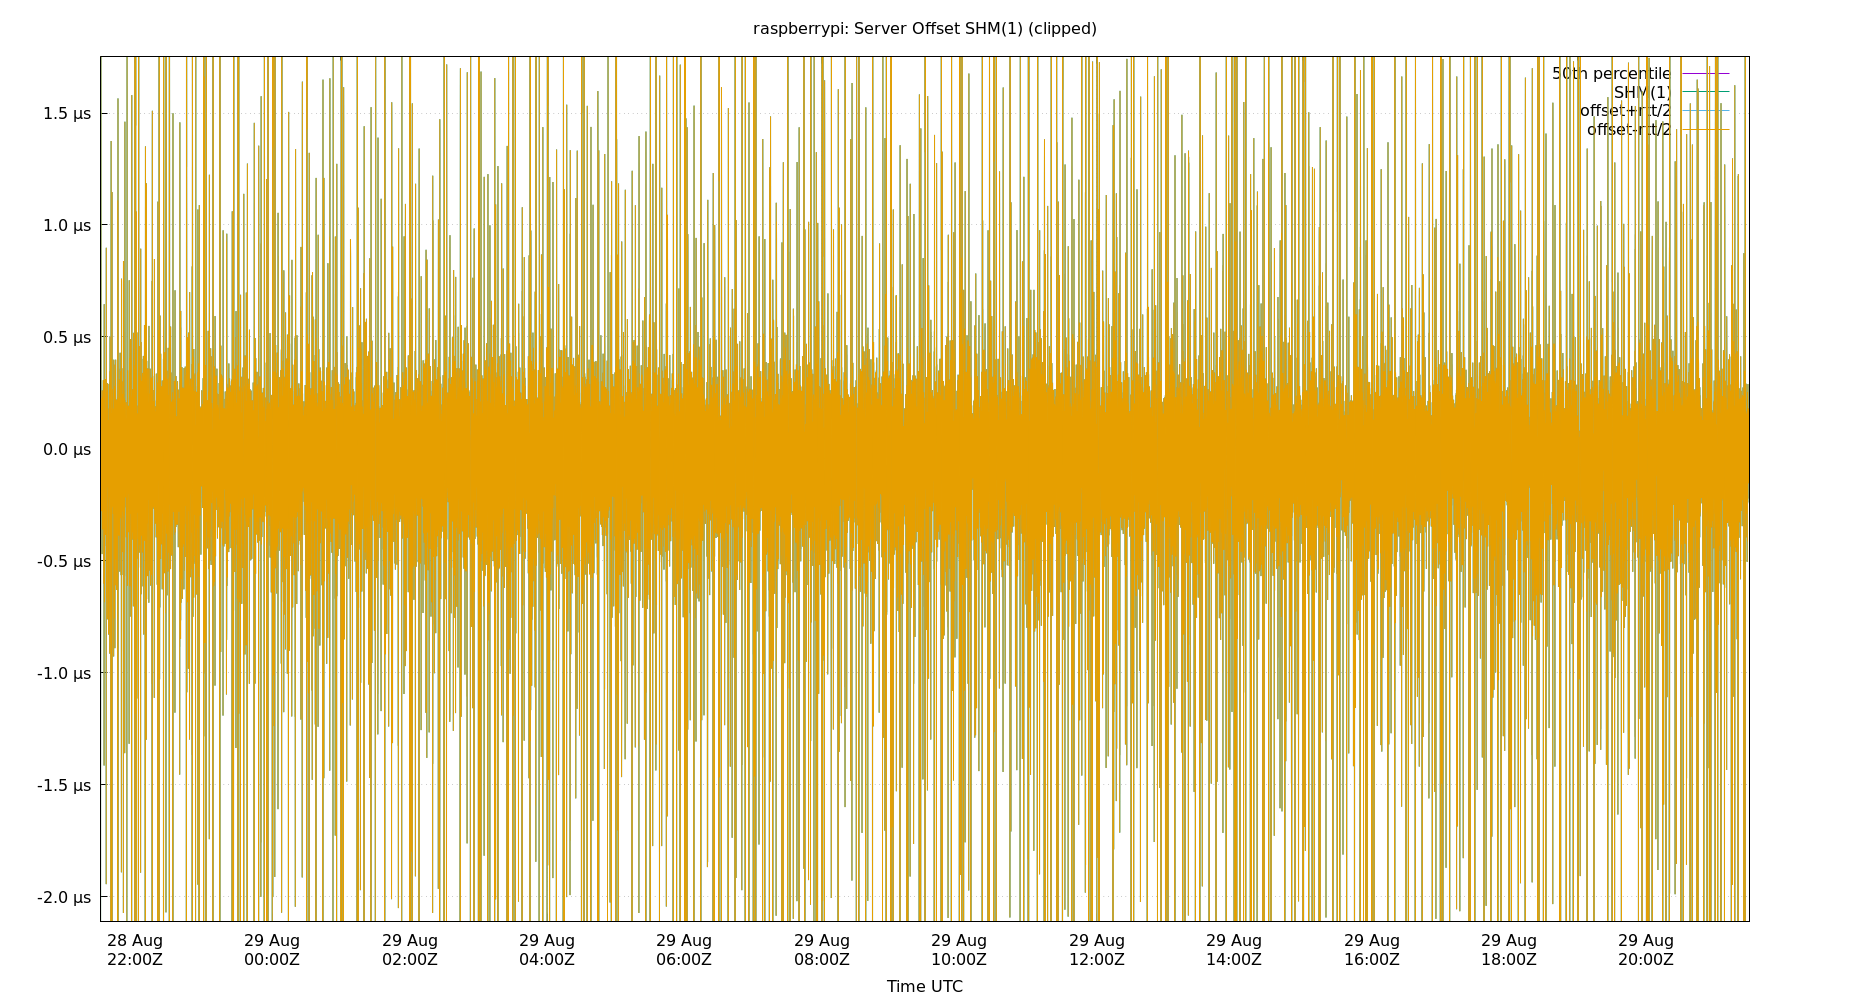 raspberrypi: Server Offset SHM(1) (clipped)
50th percentile
SHM(1)
offset+rtt/2
offset-rtt/2
1.5 µs
1.0 µs
0.5 µs
0.0 µs
-0.5 µs
-1.0 µs
-1.5 µs
-2.0 µs
28 Aug 29 Aug 29 Aug 29 Aug 29 Aug 29 Aug 29 Aug 29 Aug 29 Aug 29 Aug 29 Aug 29 Aug
22:00Z 00:00Z 02:00Z 04:00Z 06:00Z 08:00Z 10:00Z 12:00Z 14:00Z 16:00Z 18:00Z 20:00Z
Time UTC